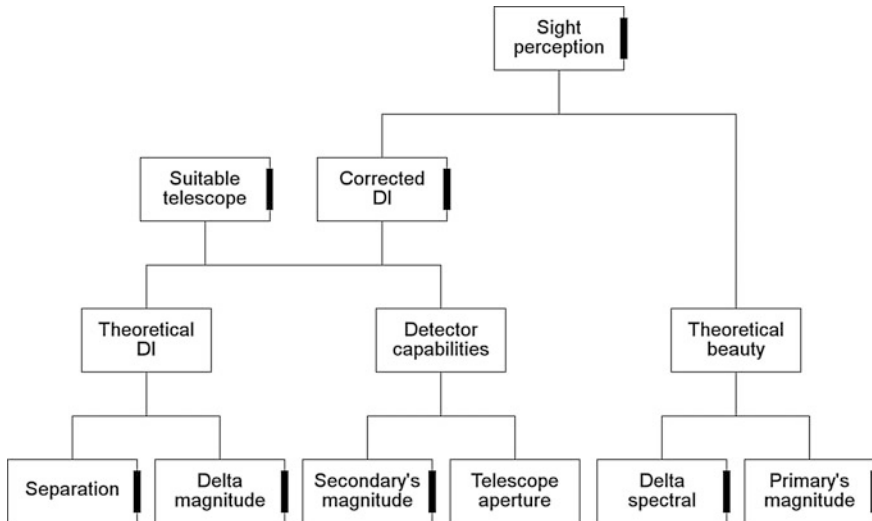 Sight
perception
Suitable
telescope
Corrected
DI
Theoretical
DI
Detector
capabilities
Theoretical
beauty
Separation
Delta
magnitude
Secondary's
magnitude
Telescope
aperture
Delta
spectral
Primary's
magnitude